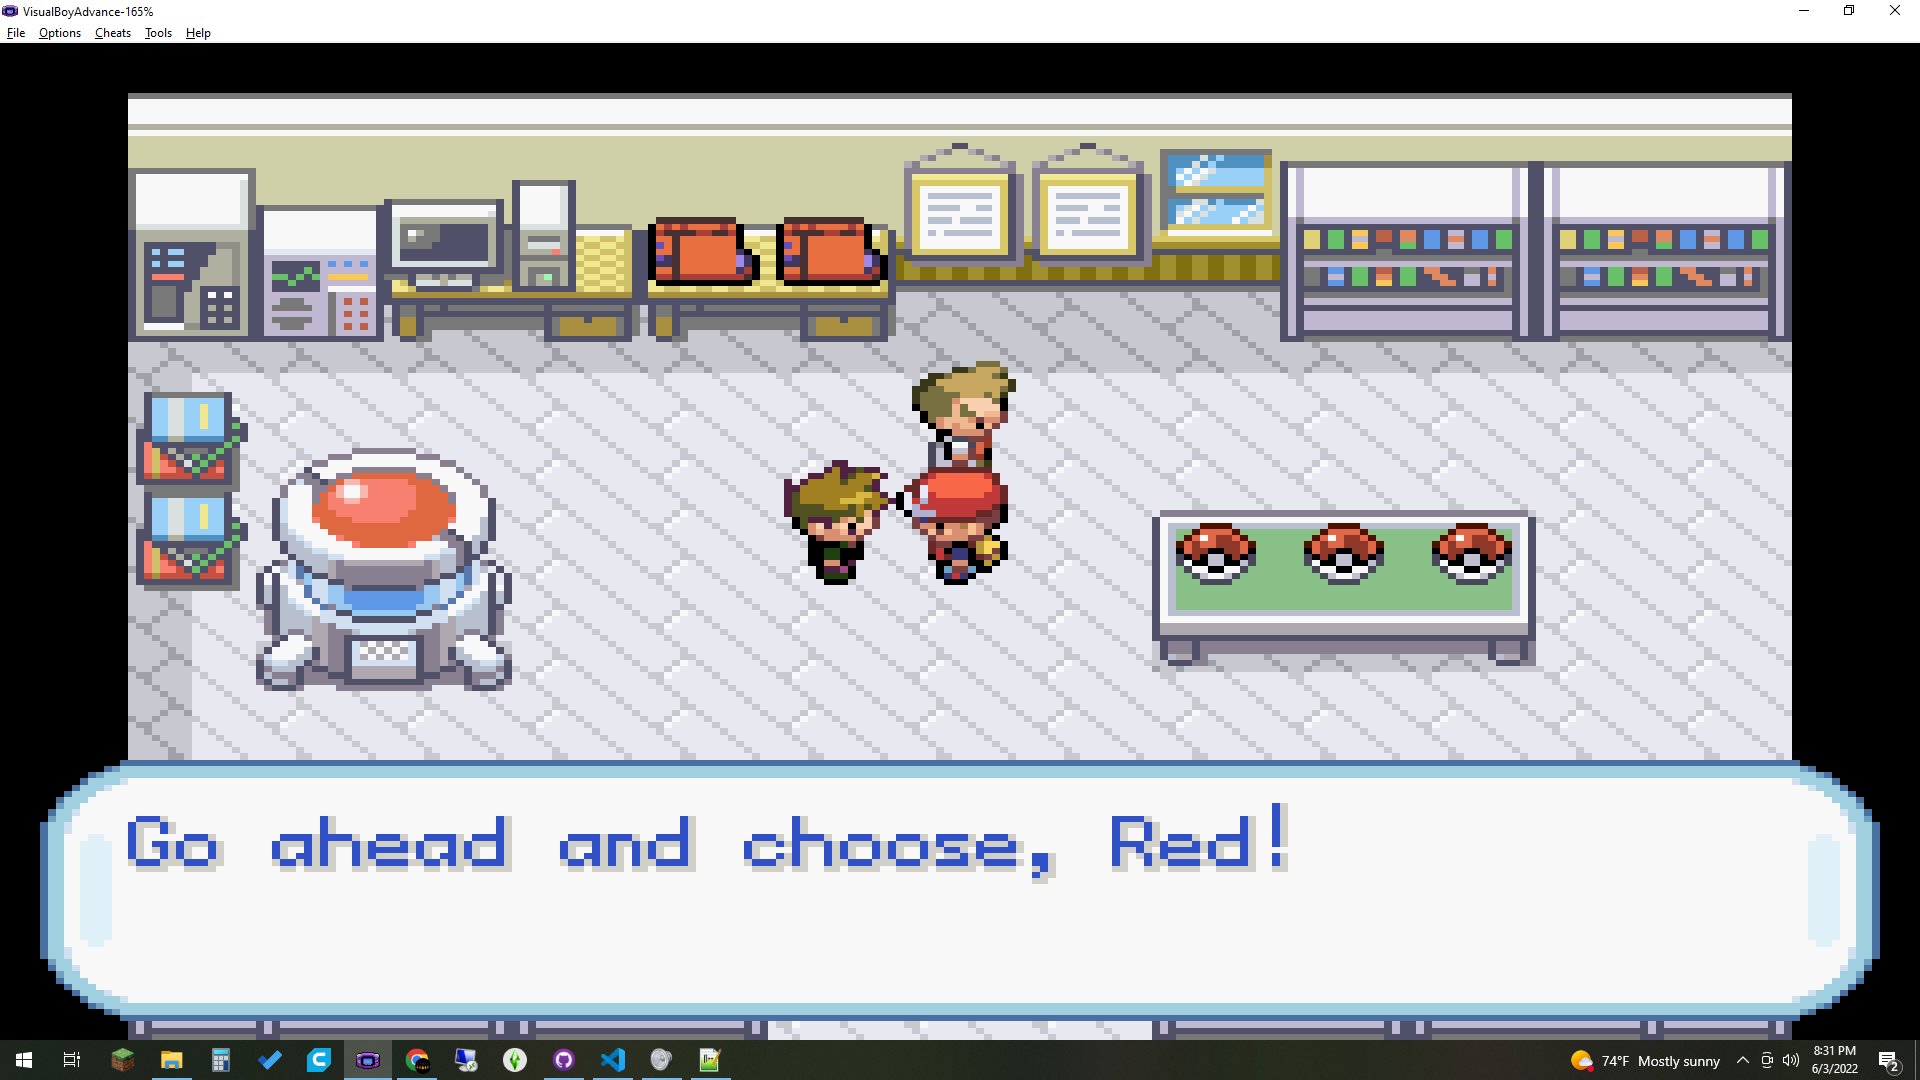 VisualBoyAdvance-165%
File Options Cheats Tools Help
Go ahead and choose, Red!
74°F Mostly sunny
8:31 PM
6/3/2022
2